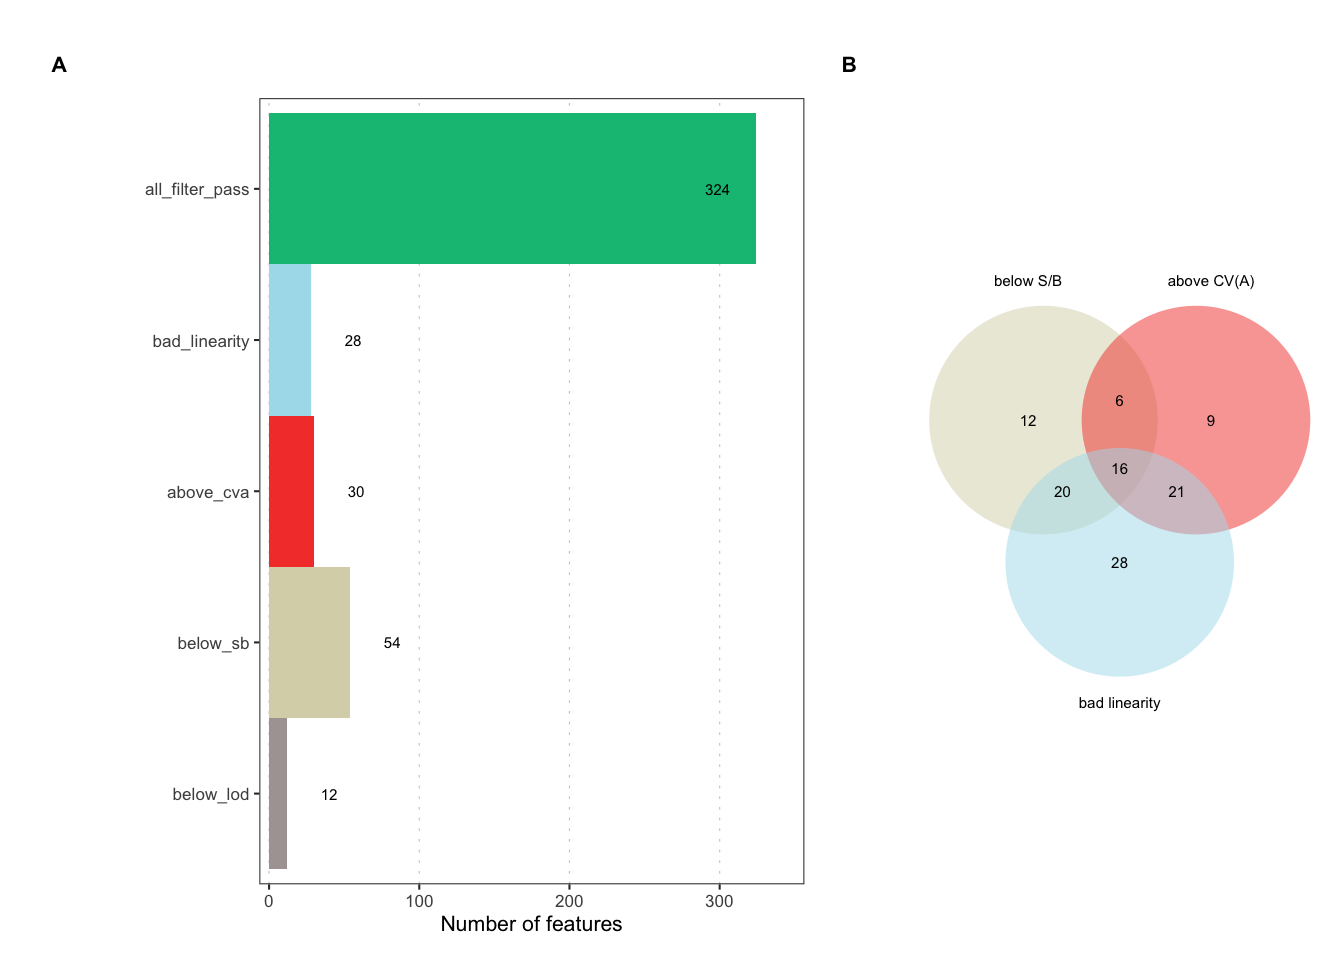 A
all_filter_pass
324
bad_linearity
28
above_cva
30
below_sb
54
below_lod
12
0 100 200 300
Number of features
B
below S/B above CV(A)
6
12 9
16
20 21
28
bad linearity